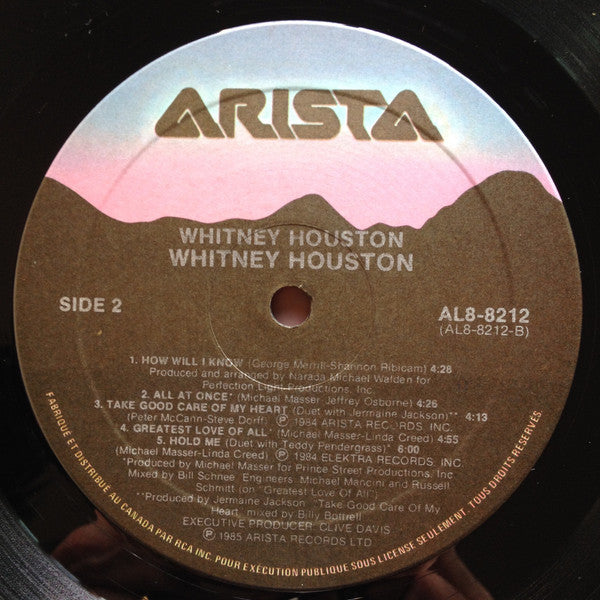 ARISTA
WHITNEY HOUSTON
WHITNEY HOUSTON
SIDE 2
AL8-8212
(AL8-8212-B)
1. HOW WILL I KNOW (George Merrill-Shannon Ribicam) 4:28
Produced and arranged by Narada Michael Walden for
Perfection Light Productions, Inc.
2. ALL AT ONCE* (Michael Masser Jeffrey Osborne) 4:26
3. TAKE GOOD CARE OF MY HEART (Duet with Jermaine Jackson)** 4:13
(Peter McCann-Steve Dorff) Ⓟ 1984 ARISTA RECORDS, INC.
4. GREATEST LOVE OF ALL* (Michael Masser-Linda Creed) 4:55
5. HOLD ME (Duet with Teddy Pendergrass)* 6:00
(Michael Masser-Linda Creed) Ⓟ 1984 ELEKTRA RECORDS, INC.
*Produced by Michael Masser for Prince Street Productions, Inc
With Bill Schnee, Engineers. Michael Mancini and Russell
Schmitt (on "Greatest Love Of All")
**Produced by Jermaine Jackson. Take Good Care Of My
Heart, mixed by Billy Bottrell
EXECUTIVE PRODUCER: CLIVE DAVIS
Ⓟ 1985 ARISTA RECORDS LTD
FABRIQUE ET DISTRIBUE AU CANADA PAR RCA INC. POUR EXECUTION PUBLIQUE SOUS LICENSE SEULEMENT. TOUS DROITS RESERVÉS.